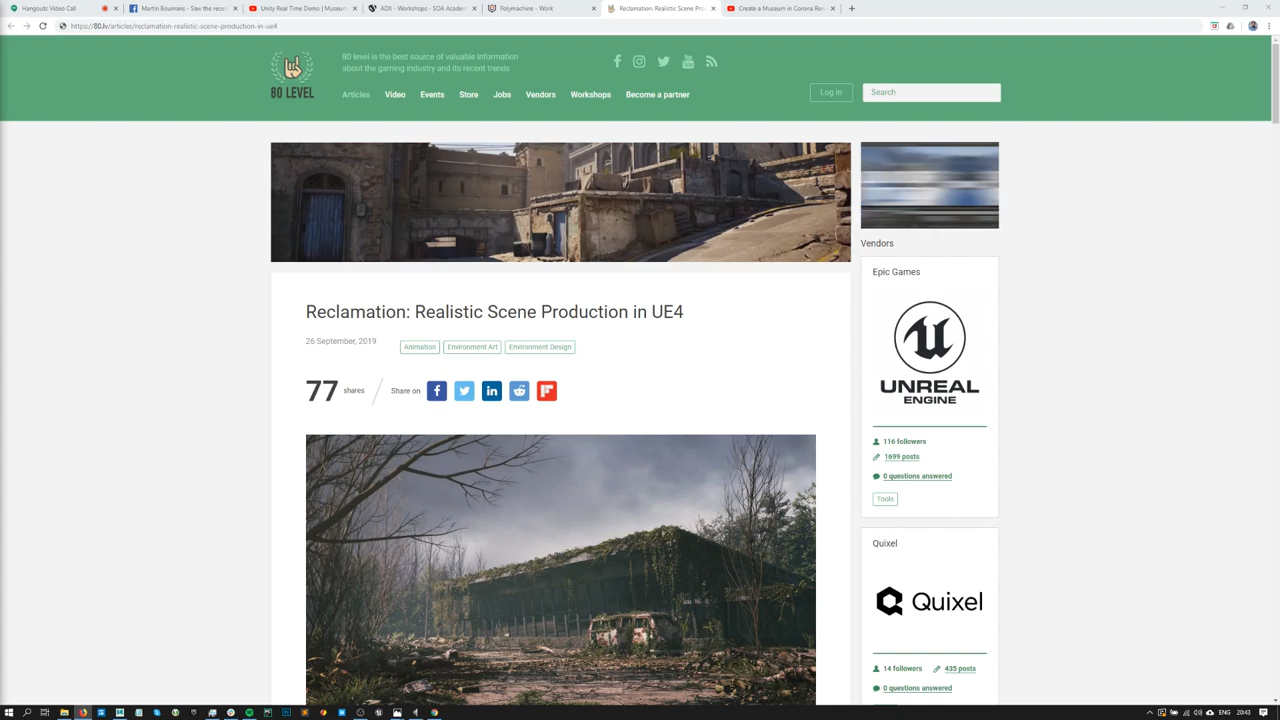 Hangouts Video Call
Martin Boumans - Saw the rece
Unity Real Time Demo | Museum
ADX - Workshops - SOA Academ
Polymachine - Work
Reclamation: Realistic Scene Pro
Create a Museum in Corona Ren
https://80.lv/articles/reclamation-realistic-scene-production-in-ue4
80 LEVEL
80 level is the best source of valuable information
about the gaming industry and its recent trends
Articles Video Events Store Jobs Vendors Workshops Become a partner
Log in
Search
Vendors
Reclamation: Realistic Scene Production in UE4
26 September, 2019
Animation
Environment Art
Environment Design
77 shares
Share on
Epic Games
UNREAL
ENGINE
116 followers
1699 posts
0 questions answered
Tools
Quixel
Quixel
14 followers
435 posts
0 questions answered
ENG
20:43